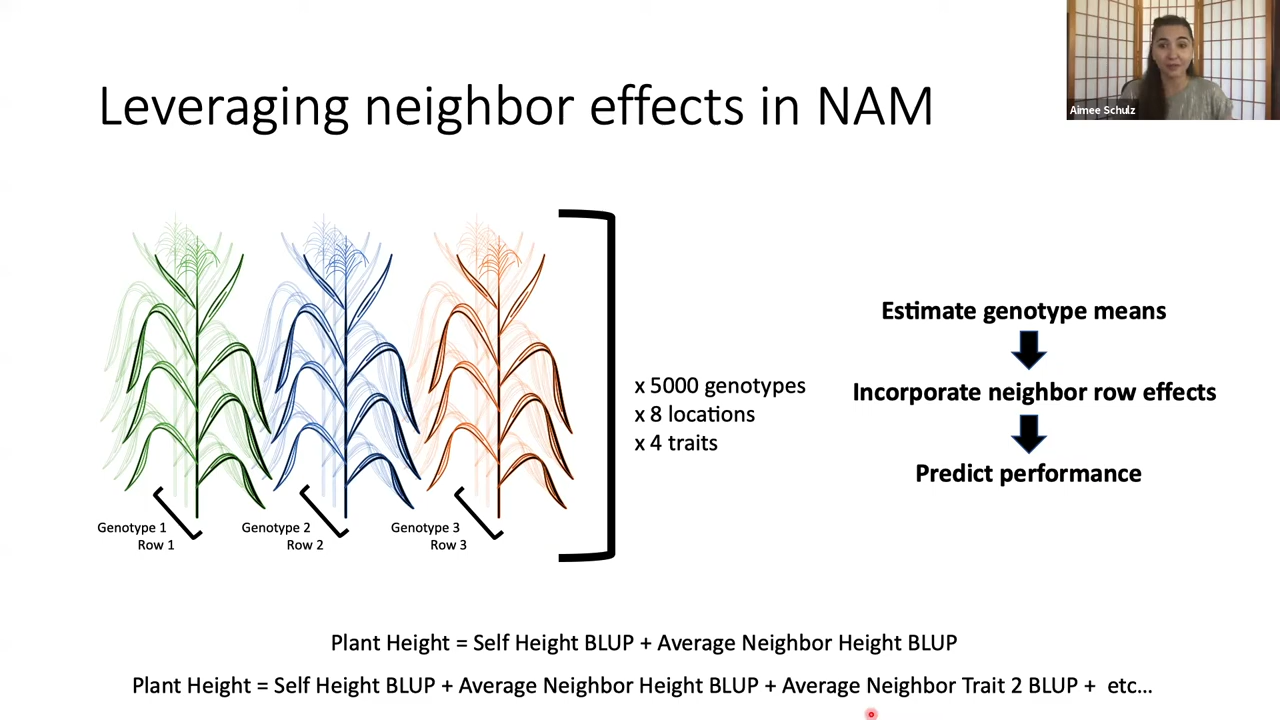 Aimee Schulz
Leveraging neighbor effects in NAM
x 5000 genotypes
x 8 locations
x 4 traits
Estimate genotype means
Incorporate neighbor row effects
Predict performance
Genotype 1
Row 1
Genotype 2
Row 2
Genotype 3
Row 3
Plant Height = Self Height BLUP + Average Neighbor Height BLUP
Plant Height = Self Height BLUP + Average Neighbor Height BLUP + Average Neighbor Trait 2 BLUP + etc...